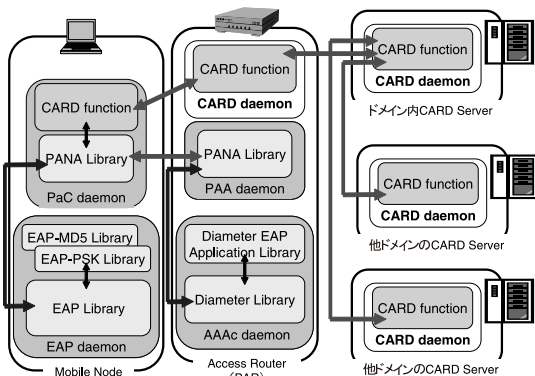 CARD function
PANA Library
PaC daemon
EAP-MD5 Library
EAP-PSK Library
EAP Library
EAP daemon
Mobile Node
CARD function
CARD daemon
PANA Library
PAA daemon
Diameter EAP
Application Library
Diameter Library
AAAc daemon
Access Router
CARD function
CARD daemon
ドメイン内CARD Server
CARD function
CARD daemon
他ドメインのCARD Server
CARD function
CARD daemon
他ドメインのCARD Server